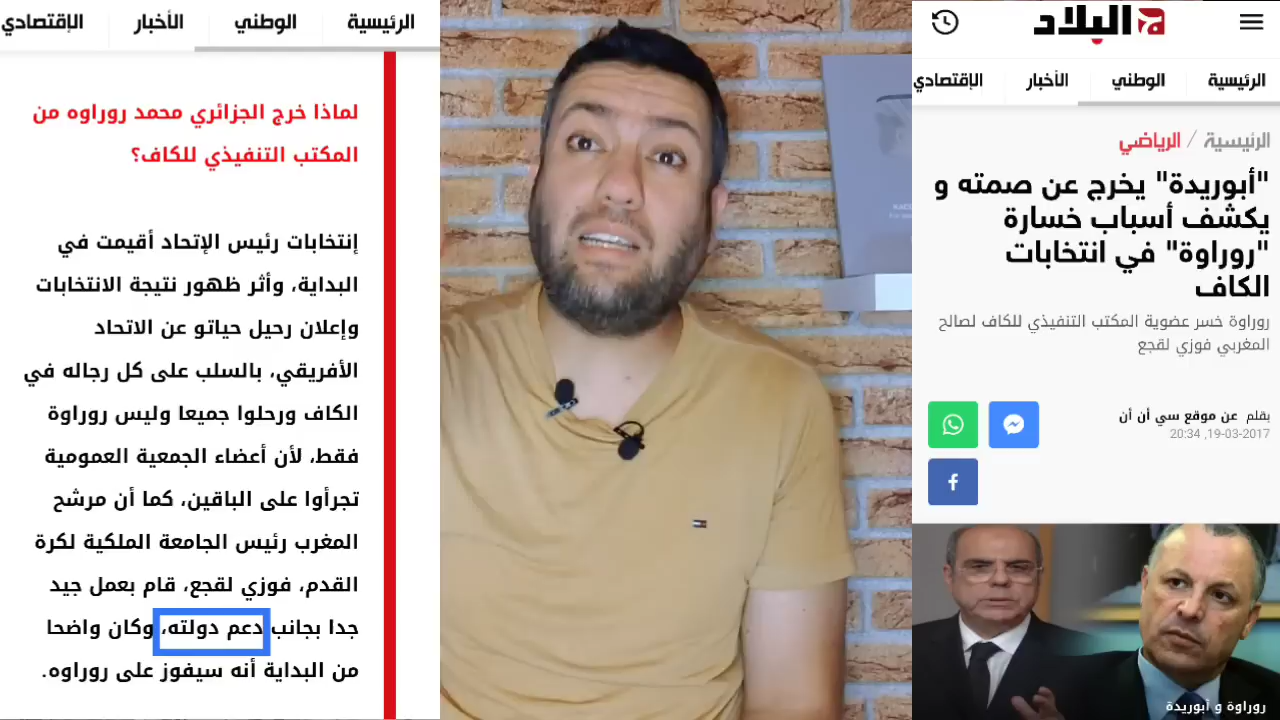 الرئيسية
الوطني
الأخبار
الإقتصادي
لماذا خرج الجزائري محمد روراوه من
المكتب التنفيذي للكاف؟
إنتخابات رئيس الإتحاد أقيمت في
البداية، وأثر ظهور نتيجة الانتخابات
وإعلان رحيل حياتو عن الاتحاد
الأفريقي، بالسلب على كل رجاله في
الكاف ورحلوا جميعا وليس روراوة
فقط، لأن أعضاء الجمعية العمومية
تجرأوا على الباقين، كما أن مرشح
المغرب رئيس الجامعة الملكية لكرة
القدم، فوزي لقجع، قام بعمل جيد
جدا بجانب دعم دولته، وكان واضحا
من البداية أنه سيفوز على روراوه.
البلاد
الرئيسية
الوطني
الأخبار
الإقتصادي
الرئيسية / الرياضي
"أبوريدة" يخرج عن صمته و
يكشف أسباب خسارة
"روراوة" في انتخابات
الكاف
روراوة خسر عضوية المكتب التنفيذي للكاف لصالح
المغربي فوزي لقجع
بقلم عن موقع سي أن أن
19-03-2017, 20:34
روراوة و أبوريدة